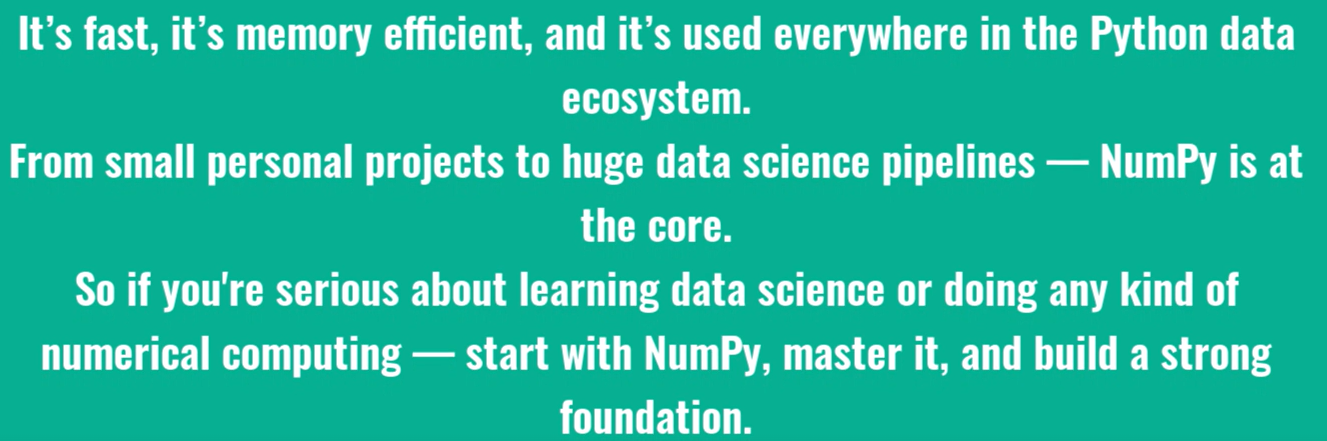 It’s fast, it’s memory efficient, and it’s used everywhere in the Python data
ecosystem.
From small personal projects to huge data science pipelines — NumPy is at
the core.
So if you're serious about learning data science or doing any kind of
numerical computing — start with NumPy, master it, and build a strong
foundation.